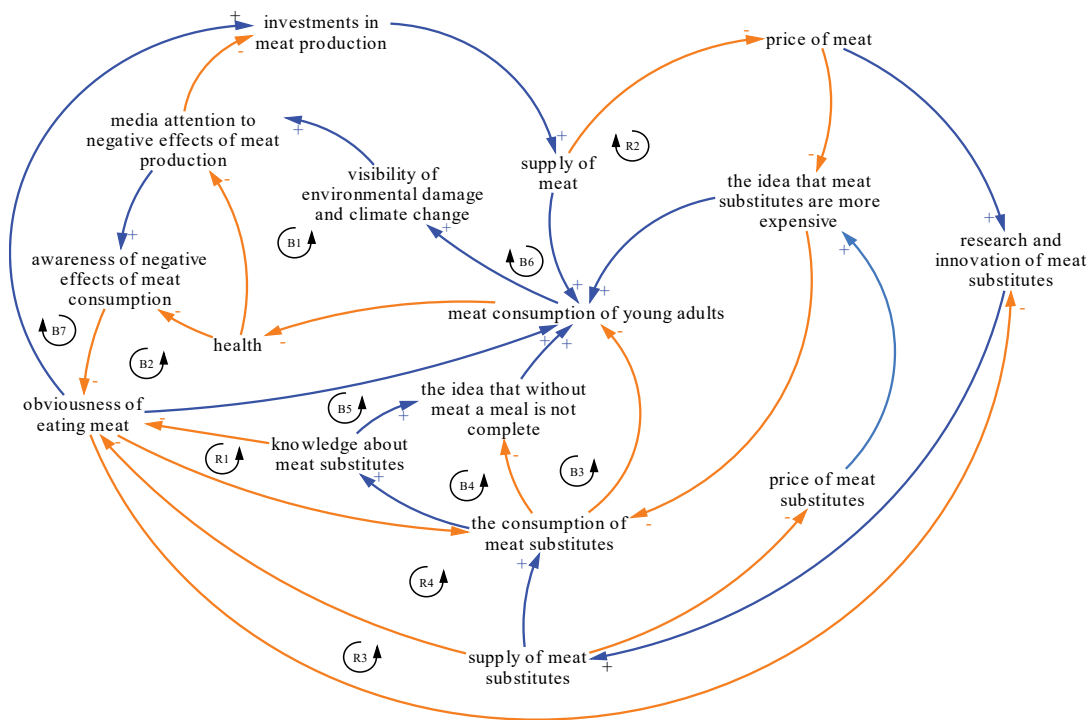 investments in
meat production
price of meat
media attention to
negative effects of meat
production
supply of
meat
R2
visibility of
environmental damage
and climate change
the idea that meat
substitutes are more
expensive
B1
B6
research and
innovation of meat
substitutes
awareness of negative
effects of meat
consumption
meat consumption of young adults
B7
B2
health
obviousness of
eating meat
the idea that without
meat a meal is not
complete
B5
R1
knowledge about
meat substitutes
B4
B3
price of meat
substitutes
the consumption of
meat substitutes
R4
R3
supply of meat
substitutes
+
-
-
+
+
-
-
+
+
+
+
+
-
-
-
+
+
-
-
+
-
-
+
-
+
-
-
+
+